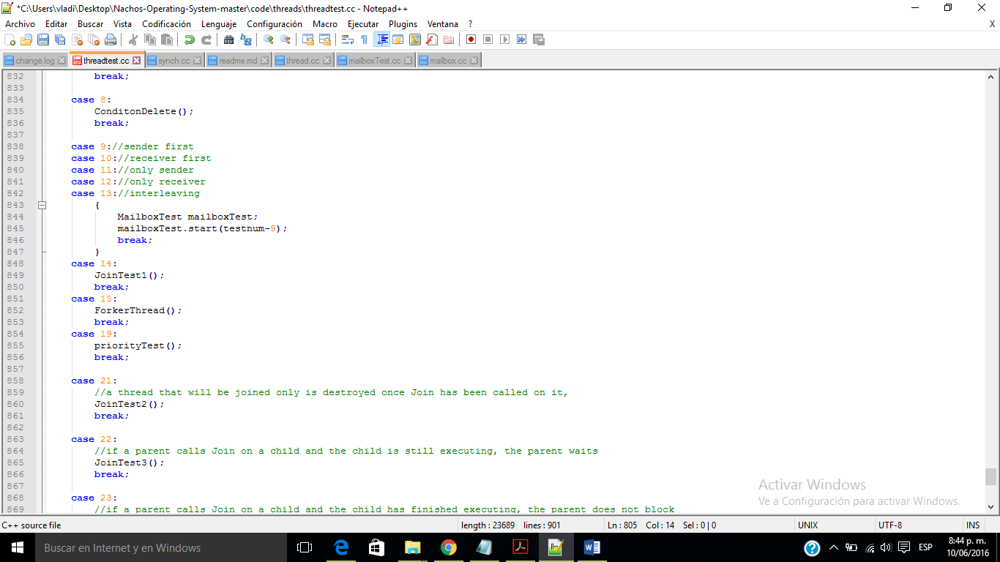 *C:\Users\vladi\Desktop\Nachos-Operating-System-master\code\threads\threadtest.cc - Notepad++
Archivo Editar Buscar Vista Codificación Lenguaje Configuración Macro Ejecutar Plugins Ventana ? X
change.log threadtest.cc synch.cc readme.md thread.cc mailboxTest.cc mailbox.cc
832 break;
833
834 case 8:
835 ConditonDelete();
836 break;
837
838 case 9://sender first
839 case 10://receiver first
840 case 11://only sender
841 case 12://only receiver
842 case 13://interleaving
843 {
844 MailboxTest mailboxTest;
845 mailboxTest.start(testnum-9);
846 break;
847 }
848 case 14:
849 JoinTest1();
850 break;
851 case 15:
852 ForkerThread();
853 break;
854 case 19:
855 priorityTest();
856 break;
857
858 case 21:
859 //a thread that will be joined only is destroyed once Join has been called on it,
860 JoinTest2();
861 break;
862
863 case 22:
864 //if a parent calls Join on a child and the child is still executing, the parent waits
865 JoinTest3();
866 break;
867
868 case 23:
869 //if a parent calls Join on a child and the child has finished executing, the parent does not block
Activar Windows
Ve a Configuración para activar Windows.
C++ source file length : 23689 lines : 901 Ln : 805 Col : 14 Sel : 0 | 0 UNIX UTF-8 INS
Buscar en Internet y en Windows
ESP
8:44 p. m.
10/06/2016